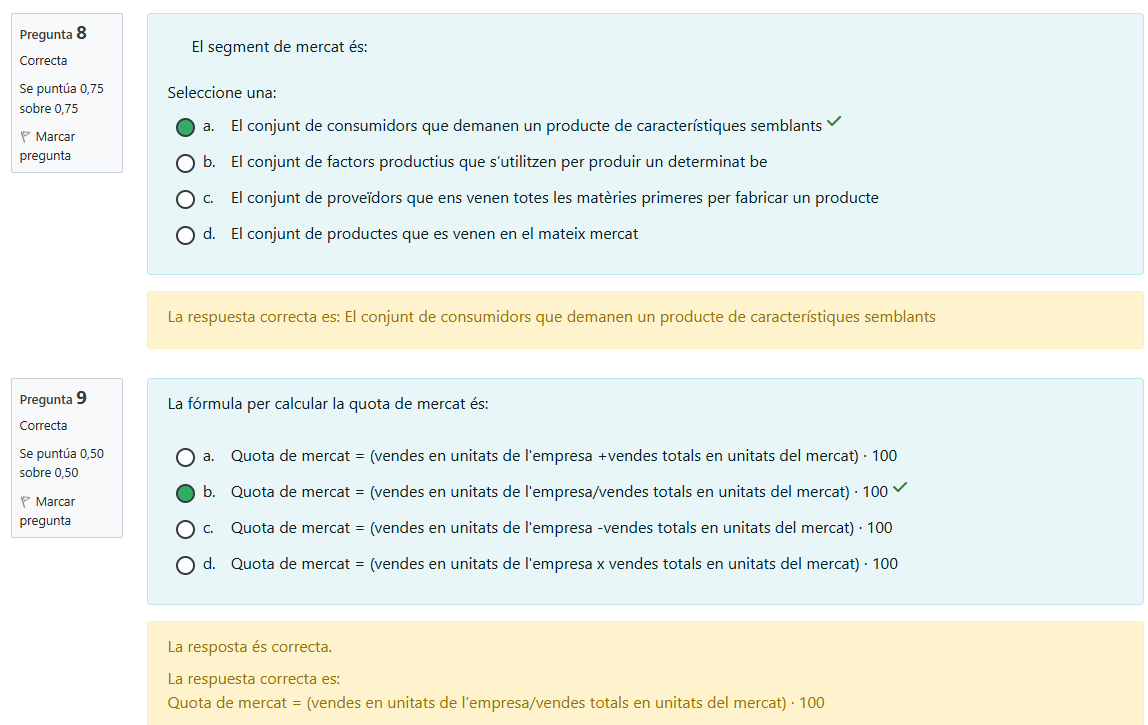 Pregunta 8
Correcta
Se puntúa 0,75
sobre 0,75
Marcar
pregunta
El segment de mercat és:
Seleccione una:
a. El conjunt de consumidors que demanen un producte de característiques semblants
b. El conjunt de factors productius que s'utilitzen per produir un determinat be
c. El conjunt de proveïdors que ens venen totes les matèries primeres per fabricar un producte
d. El conjunt de productes que es venen en el mateix mercat
La respuesta correcta es: El conjunt de consumidors que demanen un producte de característiques semblants
Pregunta 9
Correcta
Se puntúa 0,50
sobre 0,50
Marcar
pregunta
La fórmula per calcular la quota de mercat és:
a. Quota de mercat = (vendes en unitats de l'empresa +vendes totals en unitats del mercat) · 100
b. Quota de mercat = (vendes en unitats de l'empresa/vendes totals en unitats del mercat) · 100
c. Quota de mercat = (vendes en unitats de l'empresa -vendes totals en unitats del mercat) · 100
d. Quota de mercat = (vendes en unitats de l'empresa x vendes totals en unitats del mercat) · 100
La resposta és correcta.
La respuesta correcta es:
Quota de mercat = (vendes en unitats de l'empresa/vendes totals en unitats del mercat) · 100